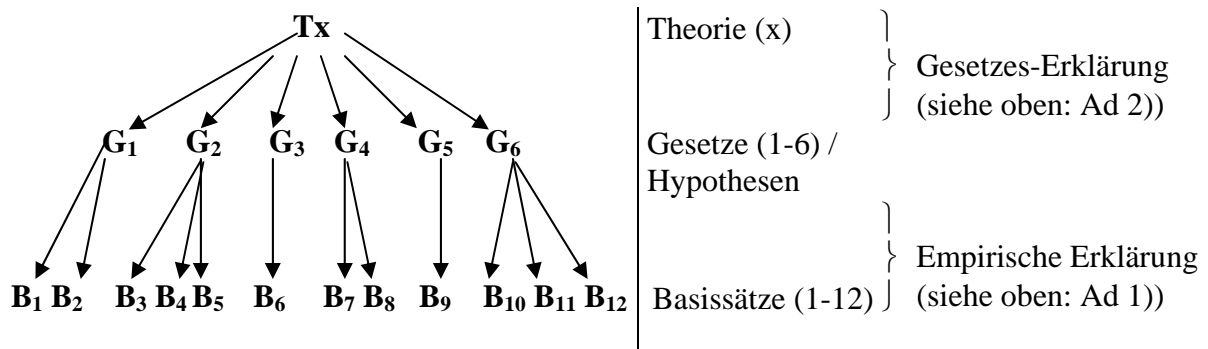 Tx
G₁ G₂ G₃ G₄ G₅ G₆
B₁ B₂ B₃ B₄ B₅ B₆ B₇ B₈ B₉ B₁₀ B₁₁ B₁₂
Theorie (x)
Gesetzes-Erklärung
(siehe oben: Ad 2))
Gesetze (1-6) /
Hypothesen
Empirische Erklärung
Basissätze (1-12)
(siehe oben: Ad 1))